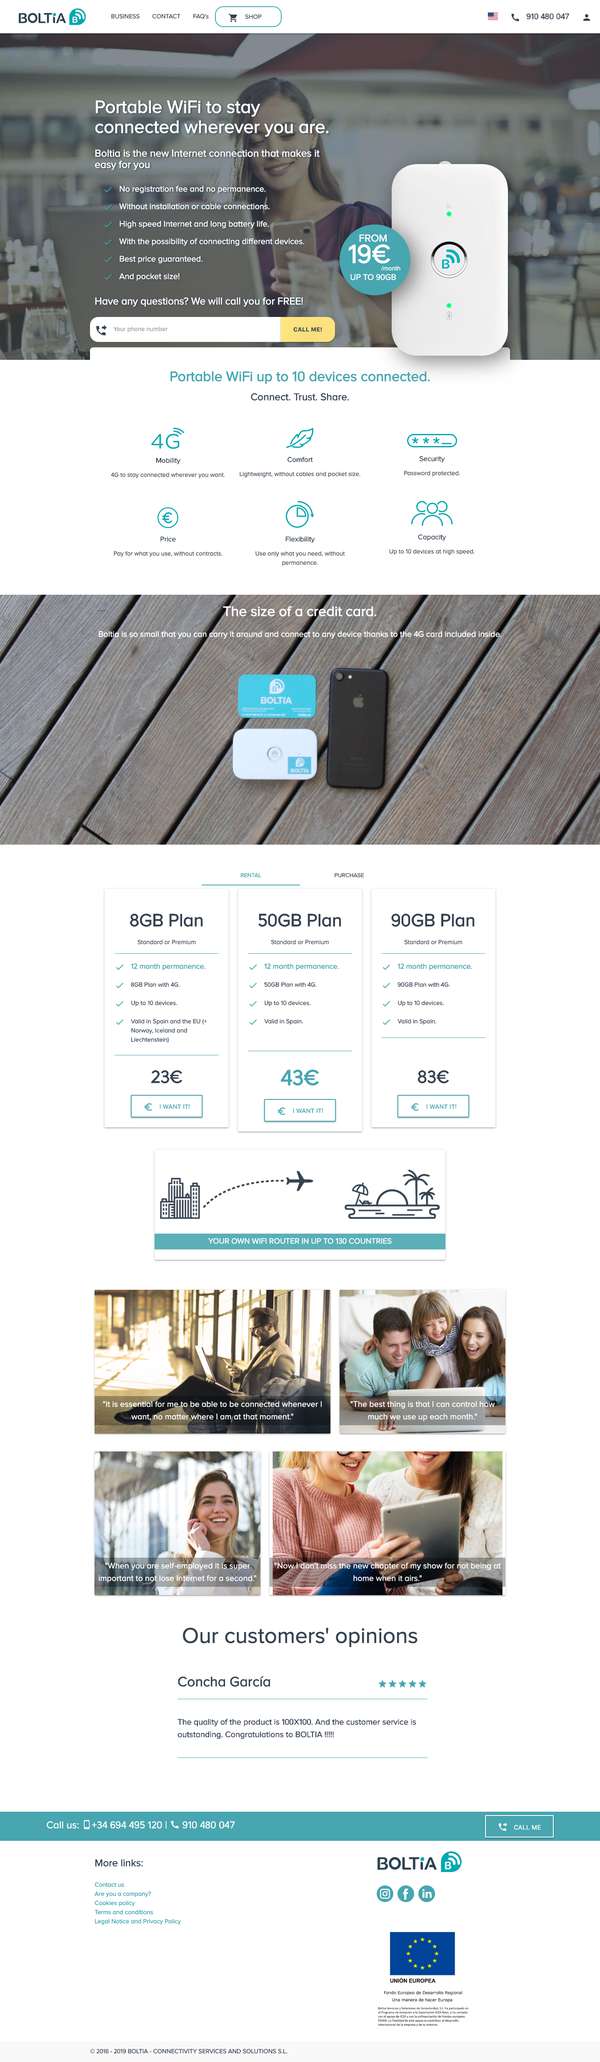 BOLTiA B
BUSINESS CONTACT FAQ's SHOP 910 480 047
Portable WiFi to stay
connected wherever you are.
Boltia is the new Internet connection that makes it
easy for you
No registration fee and no permanence.
Without installation or cable connections.
High speed Internet and long battery life.
With the possibility of connecting different devices.
Best price guaranteed.
And pocket size!
FROM
19€
/month
UP TO 90GB
B
Have any questions? We will call you for FREE!
Your phone number
CALL ME!
Portable WiFi up to 10 devices connected.
Connect. Trust. Share.
4G
Mobility
4G to stay connected wherever you want.
Comfort
Lightweight, without cables and pocket size.
Security
Password protected.
Price
Pay for what you use, without contracts.
Flexibility
Use only what you need, without
permanence.
Capacity
Up to 10 devices at high speed.
The size of a credit card.
Boltia is so small that you can carry it around and connect to any device thanks to the 4G card included inside.
BOLTIA
BOLTIA
RENTAL
PURCHASE
8GB Plan
Standard or Premium
12 month permanence.
8GB Plan with 4G.
Up to 10 devices.
Valid in Spain and the EU (+
Norway, Iceland and
Liechtenstein)
23€
€ I WANT IT!
50GB Plan
Standard or Premium
12 month permanence.
50GB Plan with 4G.
Up to 10 devices.
Valid in Spain.
43€
€ I WANT IT!
90GB Plan
Standard or Premium
12 month permanence.
90GB Plan with 4G.
Up to 10 devices.
Valid in Spain.
83€
€ I WANT IT!
YOUR OWN WIFI ROUTER IN UP TO 130 COUNTRIES
"It is essential for me to be able to be connected whenever I
want, no matter where I am at that moment."
"The best thing is that I can control how
much we use up each month."
"When you are self-employed it is super
important to not lose Internet for a second."
"Now I don't miss the new chapter of my show for not being at
home when it airs."
Our customers' opinions
Concha García
The quality of the product is 100X100. And the customer service is
outstanding. Congratulations to BOLTIA !!!!!
Call us: +34 694 495 120 | 910 480 047
CALL ME
More links:
Contact us
Are you a company?
Cookies policy
Terms and conditions
Legal Notice and Privacy Policy
BOLTiA B
UNIÓN EUROPEA
Fondo Europeo de Desarrollo Regional
Una manera de hacer Europa
© 2016 - 2019 BOLTIA - CONNECTIVITY SERVICES AND SOLUTIONS S.L.